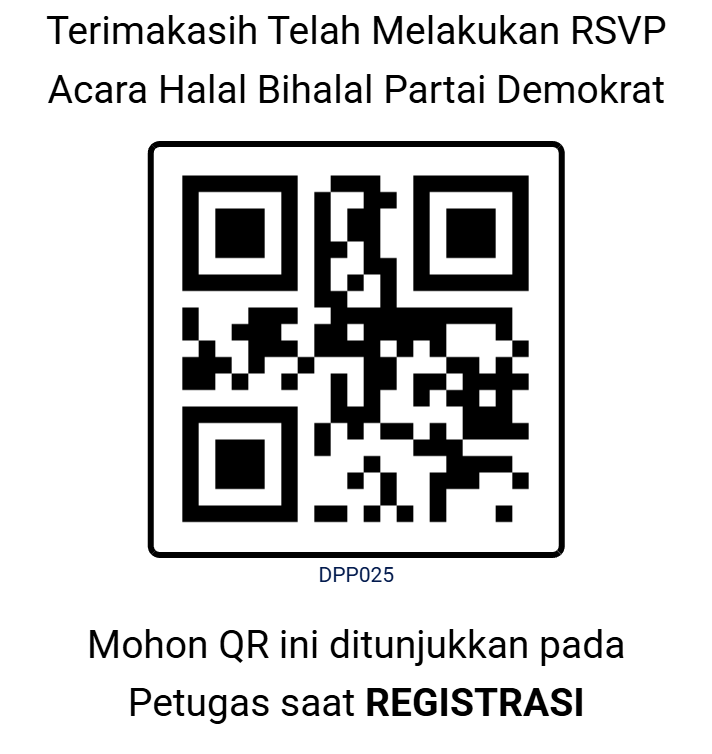 Terimakasih Telah Melakukan RSVP
Acara Halal Bihalal Partai Demokrat
DPP025
Mohon QR ini ditunjukkan pada
Petugas saat REGISTRASI